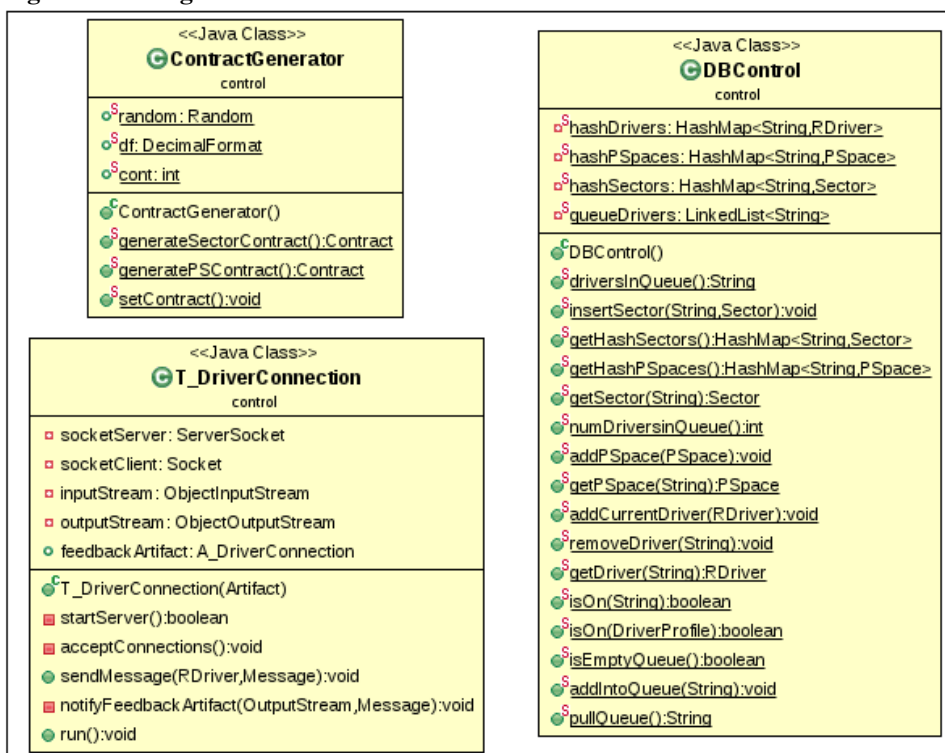 <<Java Class>>
ContractGenerator
control
random: Random
df: DecimalFormat
cont: int
ContractGenerator()
generateSectorContract():Contract
generatePSContract():Contract
setContract():void
<<Java Class>>
T_DriverConnection
control
socketServer: ServerSocket
socketClient: Socket
inputStream: ObjectInputStream
outputStream: ObjectOutputStream
feedbackArtifact: A_DriverConnection
T_DriverConnection(Artifact)
startServer():boolean
acceptConnections():void
sendMessage(RDriver,Message):void
notifyFeedbackArtifact(OutputStream,Message):void
run():void
<<Java Class>>
DBControl
control
hashDrivers: HashMap<String,RDriver>
hashPSpaces: HashMap<String,PSpace>
hashSectors: HashMap<String,Sector>
queueDrivers: LinkedList<String>
DBControl()
driversInQueue():String
insertSector(String,Sector):void
getHashSectors():HashMap<String,Sector>
getHashPSpaces():HashMap<String,PSpace>
getSector(String):Sector
numDriversinQueue():int
addPSpace(PSpace):void
getPSpace(String):PSpace
addCurrentDriver(RDriver):void
removeDriver(String):void
getDriver(String):RDriver
isOn(String):boolean
isOn(DriverProfile):boolean
isEmptyQueue():boolean
addIntoQueue(String):void
pullQueue():String